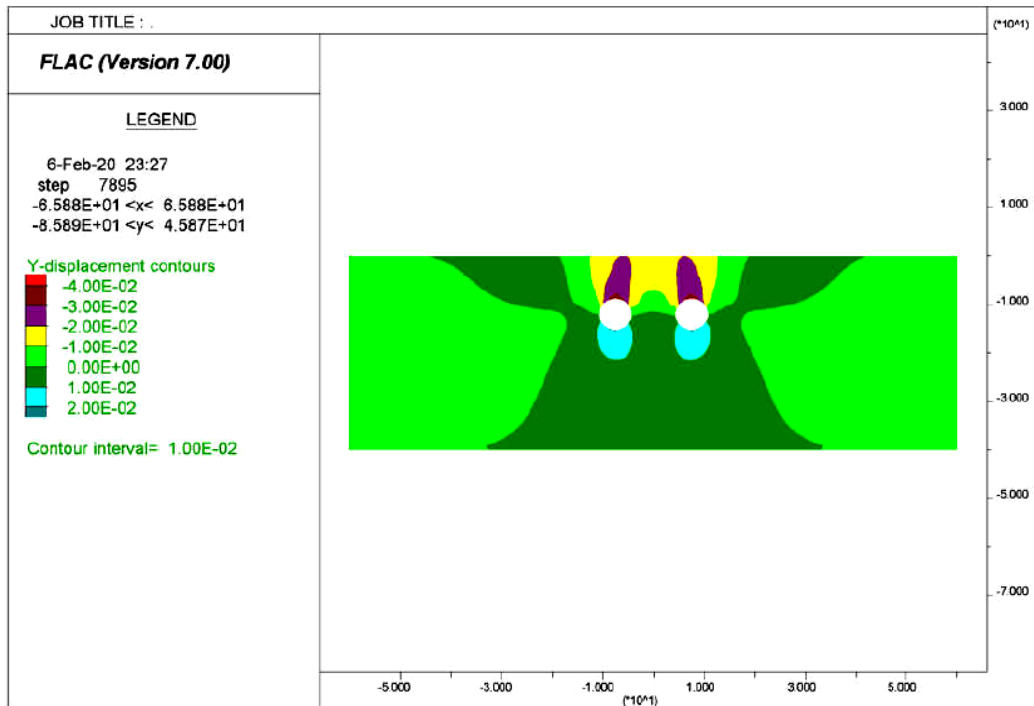 JOB TITLE : .
(*10^1)
FLAC (Version 7.00)
LEGEND
6-Feb-20 23:27
step 7895
-6.588E+01 <x< 6.588E+01
-8.589E+01 <y< 4.587E+01
Y-displacement contours
-4.00E-02
-3.00E-02
-2.00E-02
-1.00E-02
0.00E+00
1.00E-02
2.00E-02
Contour interval= 1.00E-02
3.000
1.000
-1.000
-3.000
-5.000
-7.000
-5.000 -3.000 -1.000 1.000 3.000 5.000
(*10^1)